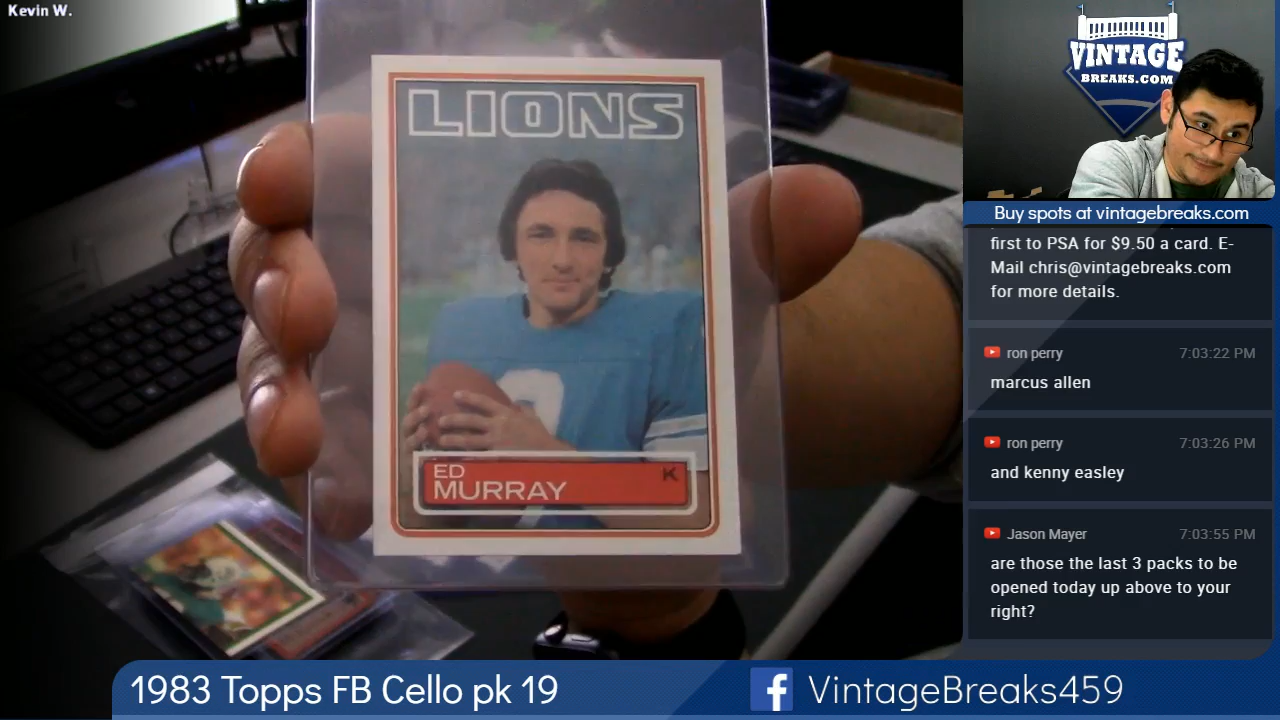 Kevin W.
LIONS
ED
MURRAY
K
VINTAGE
BREAKS.COM
Buy spots at vintagebreaks.com
first to PSA for $9.50 a card. E-
Mail chris@vintagebreaks.com
for more details.
ron perry 7:03:22 PM
marcus allen
ron perry 7:03:26 PM
and kenny easley
Jason Mayer 7:03:55 PM
are those the last 3 packs to be
opened today up above to your
right?
1983 Topps FB Cello pk 19
f VintageBreaks459